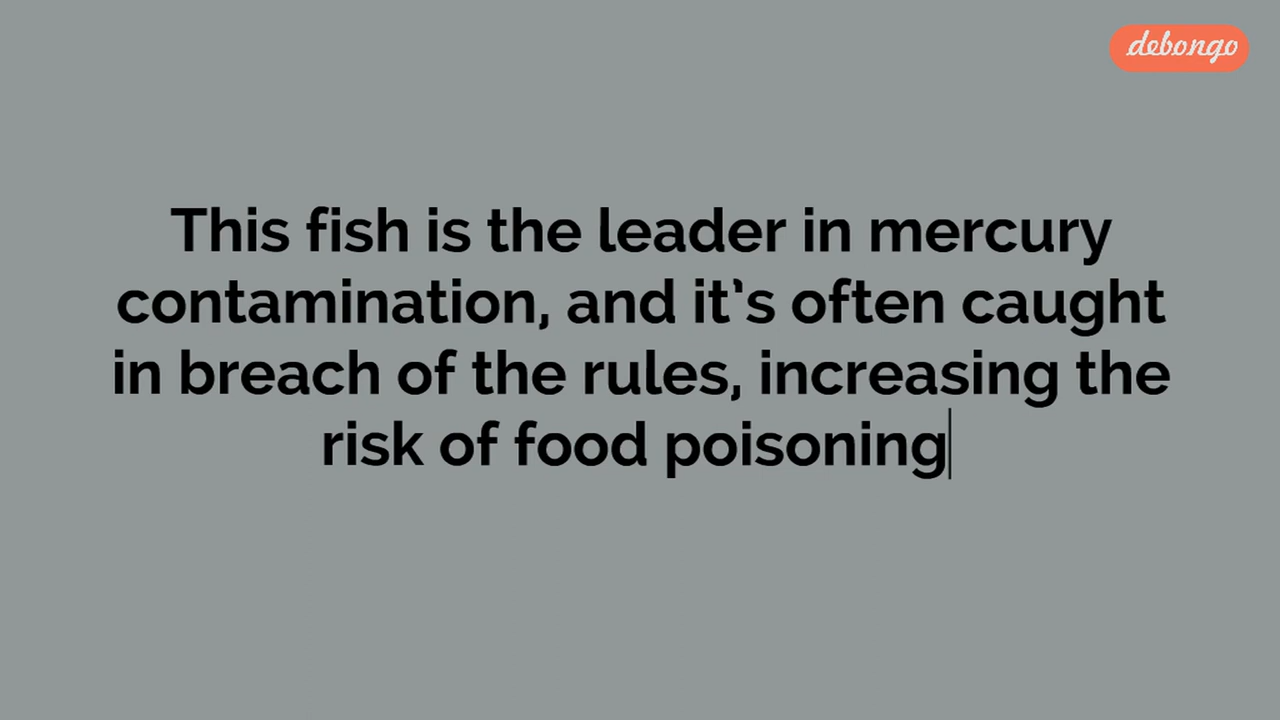 debongo
This fish is the leader in mercury
contamination, and it’s often caught
in breach of the rules, increasing the
risk of food poisoning